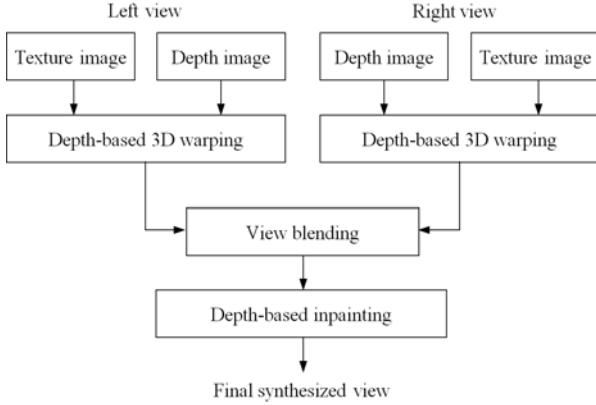 Left view
Right view
Texture image
Depth image
Depth image
Texture image
Depth-based 3D warping
Depth-based 3D warping
View blending
Depth-based inpainting
Final synthesized view